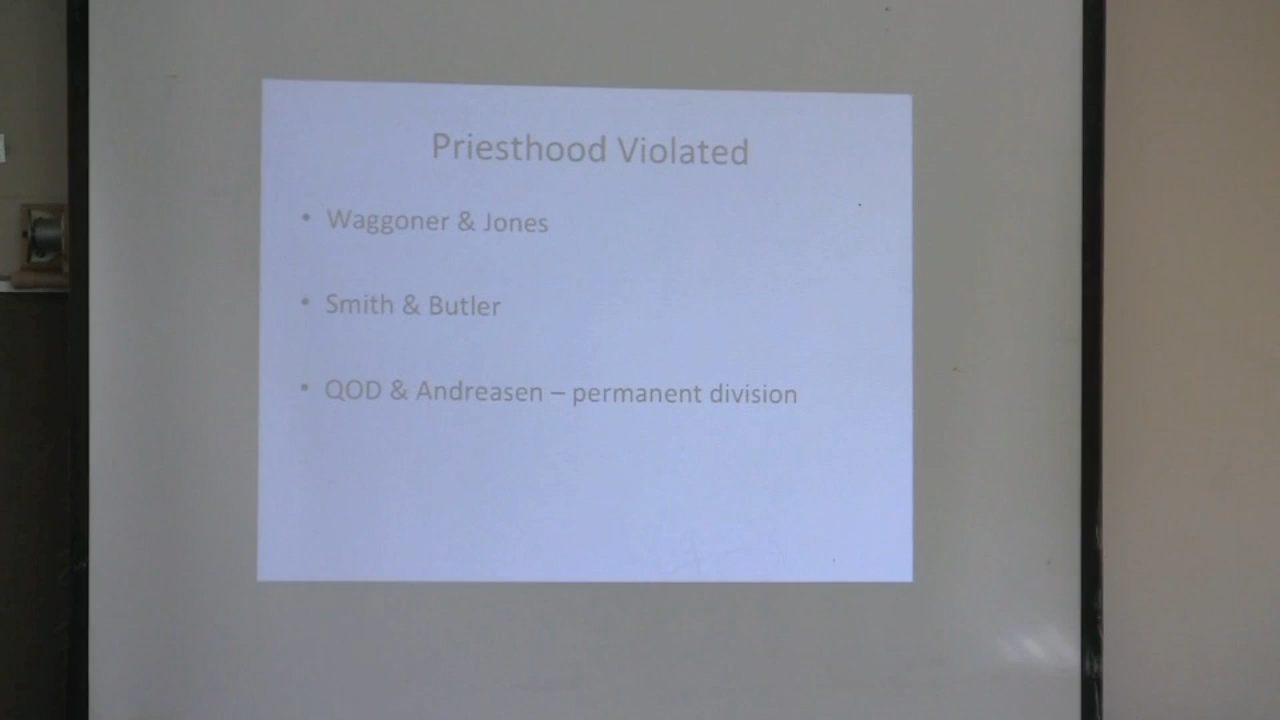 Priesthood Violated
• Waggoner & Jones
• Smith & Butler
• QOD & Andreasen – permanent division